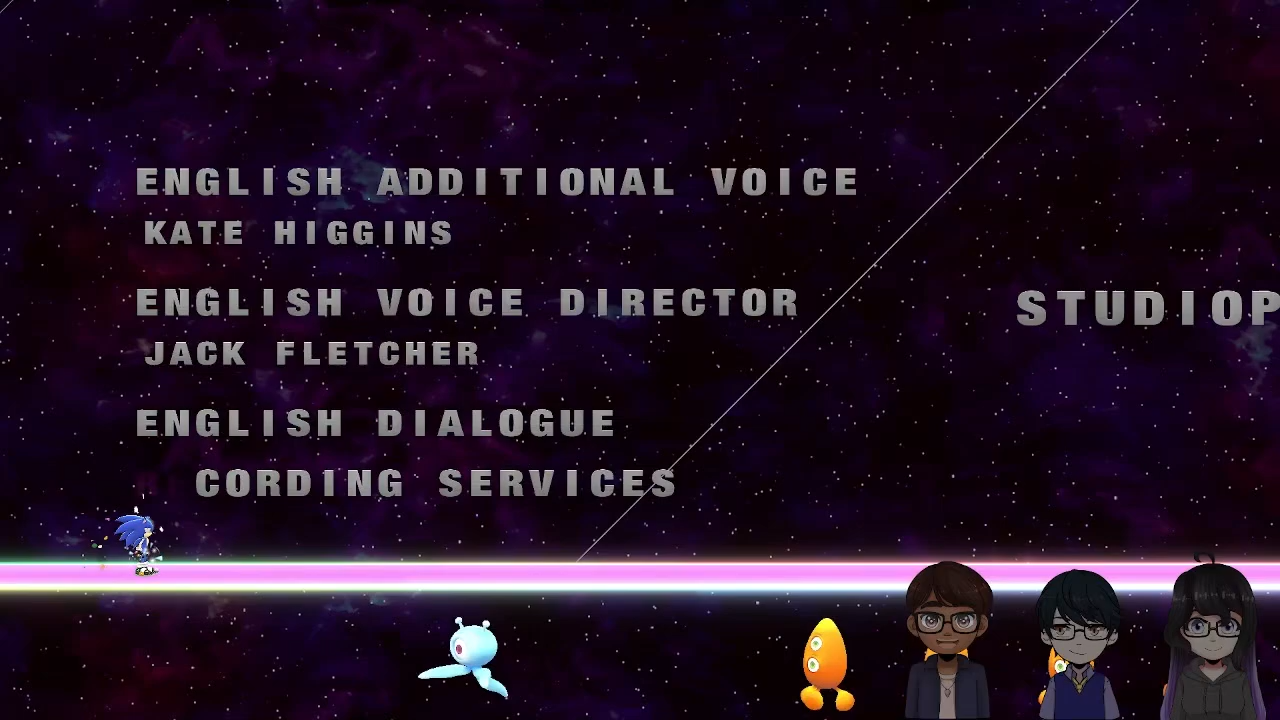 ENGLISH ADDITIONAL VOICE
KATE HIGGINS
ENGLISH VOICE DIRECTOR
JACK FLETCHER
STUDIOP
ENGLISH DIALOGUE
CORDING SERVICES